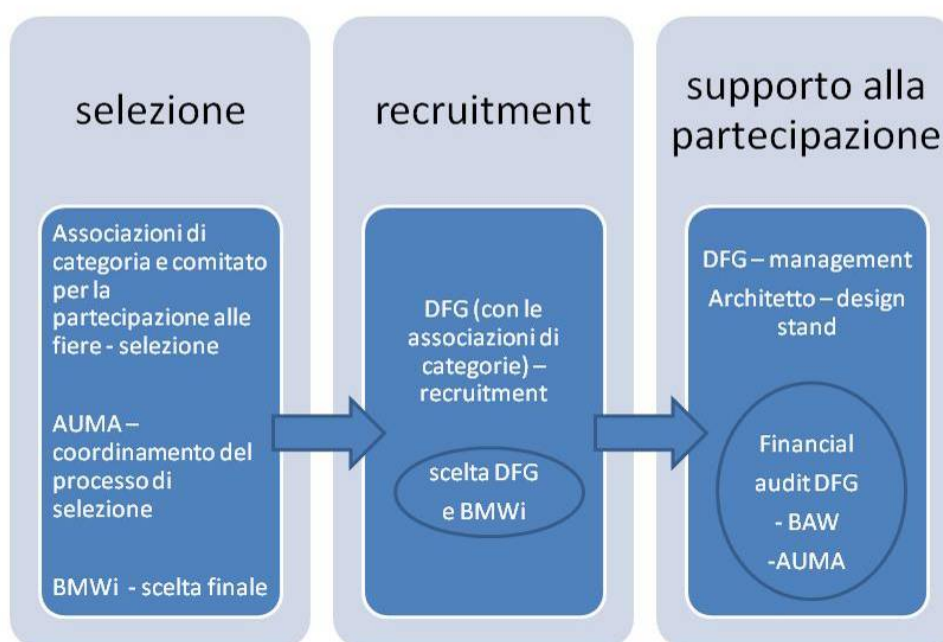 selezione
Associazioni di
categoria e comitato
per la
partecipazione alle
fiere - selezione
AUMA –
coordinamento del
processo di
selezione
BMWi - scelta finale
recruitment
DFG (con le
associazioni di
categorie) –
recruitment
scelta DFG
e BMWi
supporto alla
partecipazione
DFG – management
Architetto – design
stand
Financial
audit DFG
- BAW
-AUMA